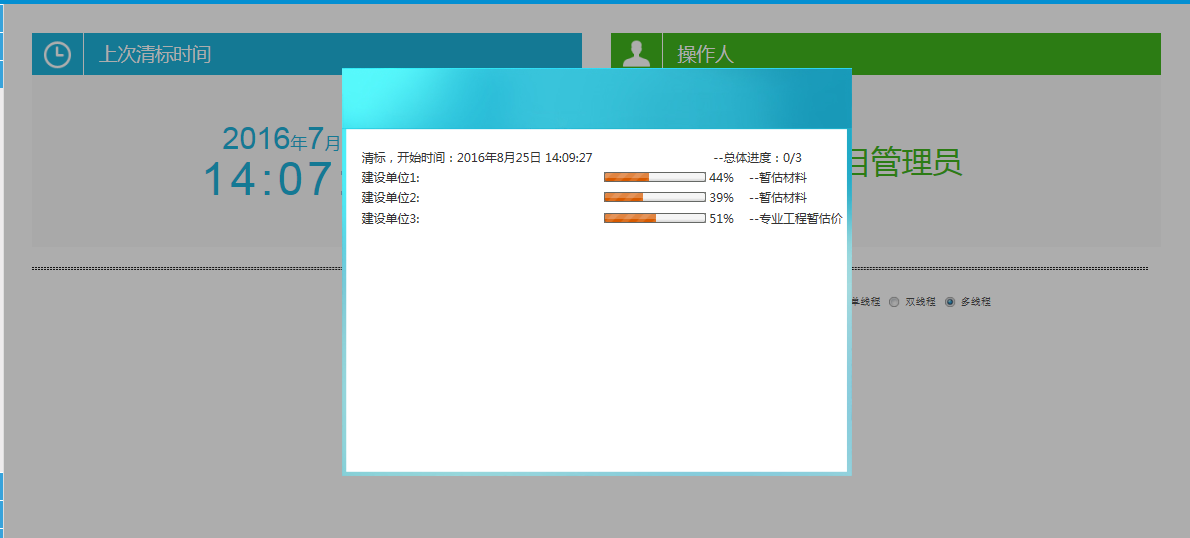 上次清标时间
操作人
2016年7月
14:07:
目管理员
清标，开始时间：2016年8月25日 14:09:27 --总体进度：0/3
建设单位1: 44% --暂估材料
建设单位2: 39% --暂估材料
建设单位3: 51% --专业工程暂估价
单线程 双线程 多线程